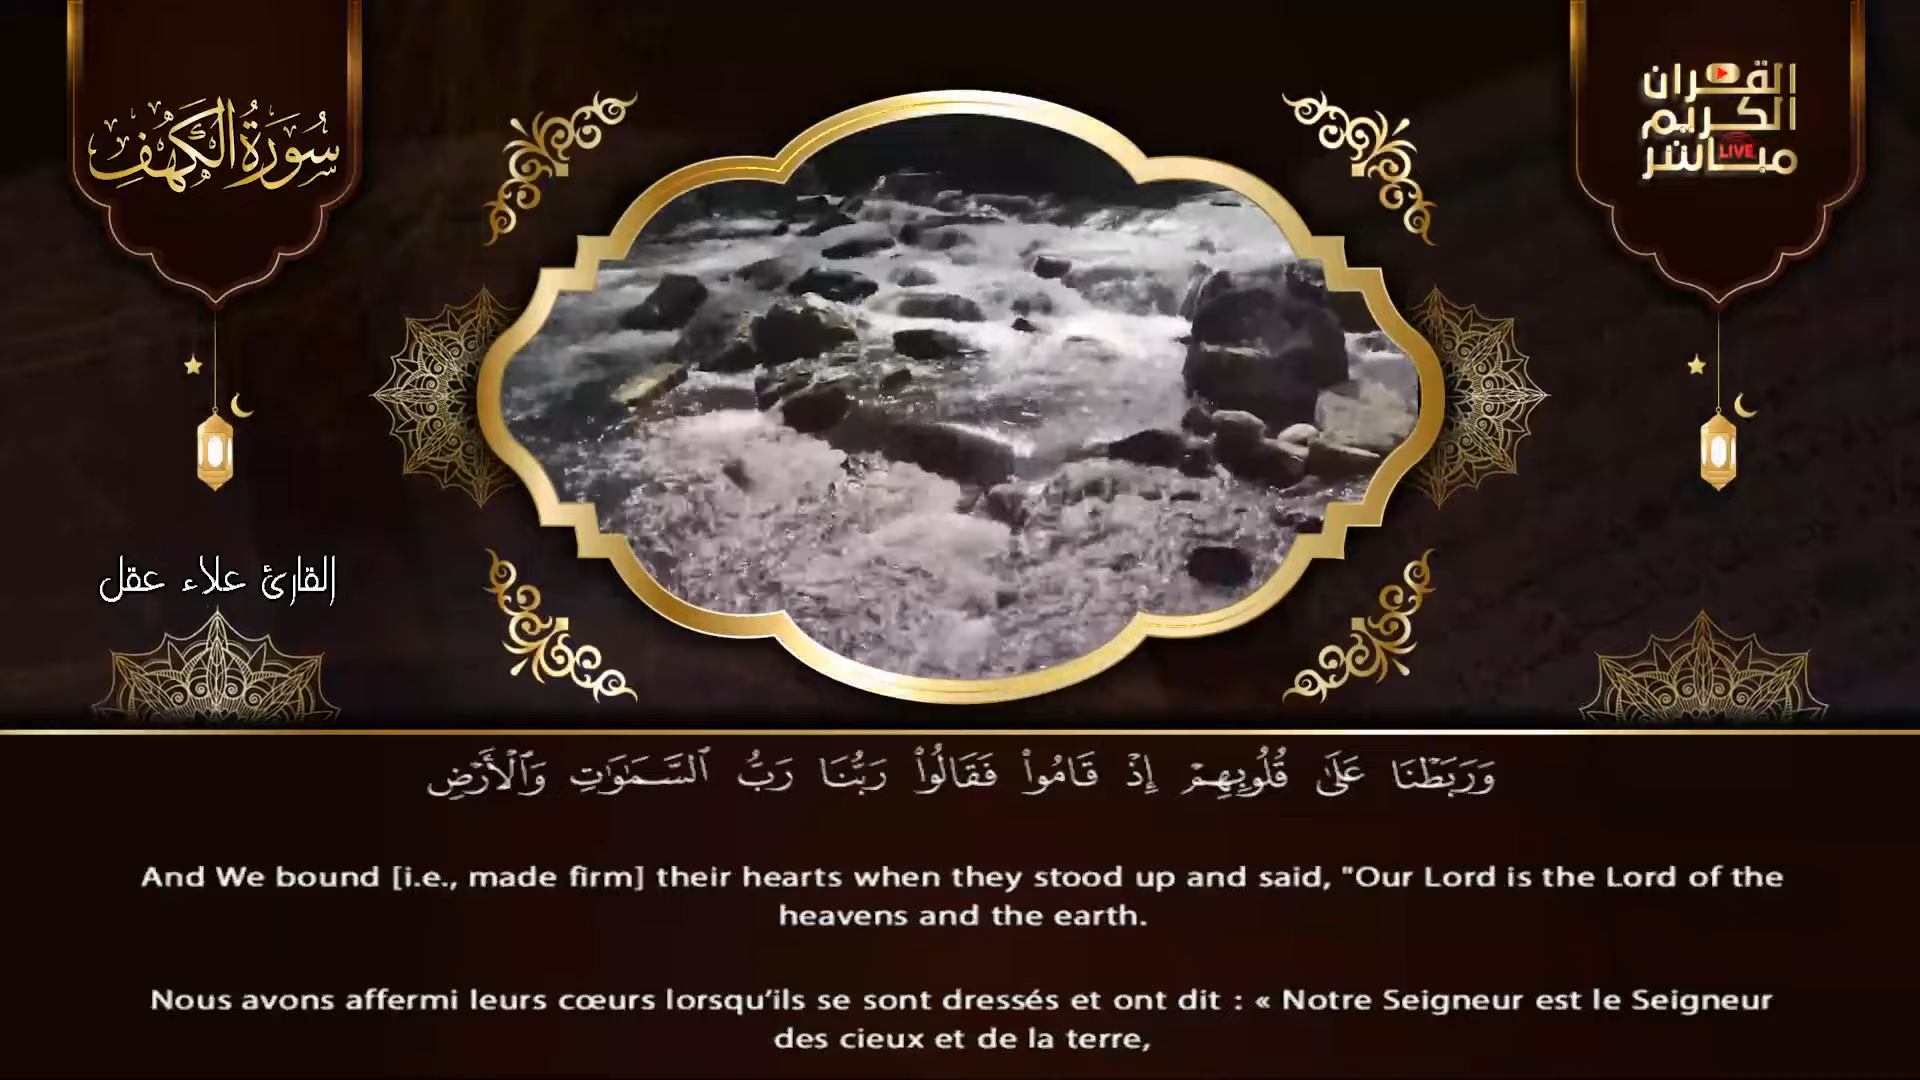 سُورَةُ الكَهْفِ
القران
الكريم
مباشر
LIVE
القارئ علاء عقل
وَرَبَطْنَا عَلَىٰ قُلُوبِهِمْ إِذْ قَامُوا۟ فَقَالُوا۟ رَبُّنَا رَبُّ ٱلسَّمَـٰوَٰتِ وَٱلْأَرْضِ
And We bound [i.e., made firm] their hearts when they stood up and said, "Our Lord is the Lord of the
heavens and the earth.
Nous avons affermi leurs cœurs lorsqu’ils se sont dressés et ont dit : « Notre Seigneur est le Seigneur
des cieux et de la terre,